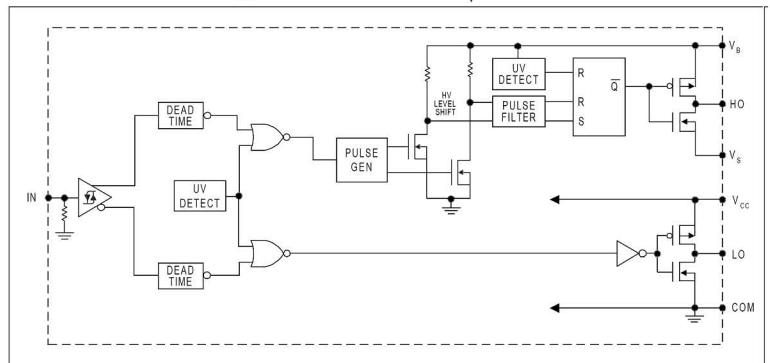 UV
DETECT
R
R
S
Q
V_B
HO
V_S
HV
LEVEL
SHIFT
PULSE
FILTER
DEAD
TIME
PULSE
GEN
IN
UV
DETECT
V_CC
LO
DEAD
TIME
COM